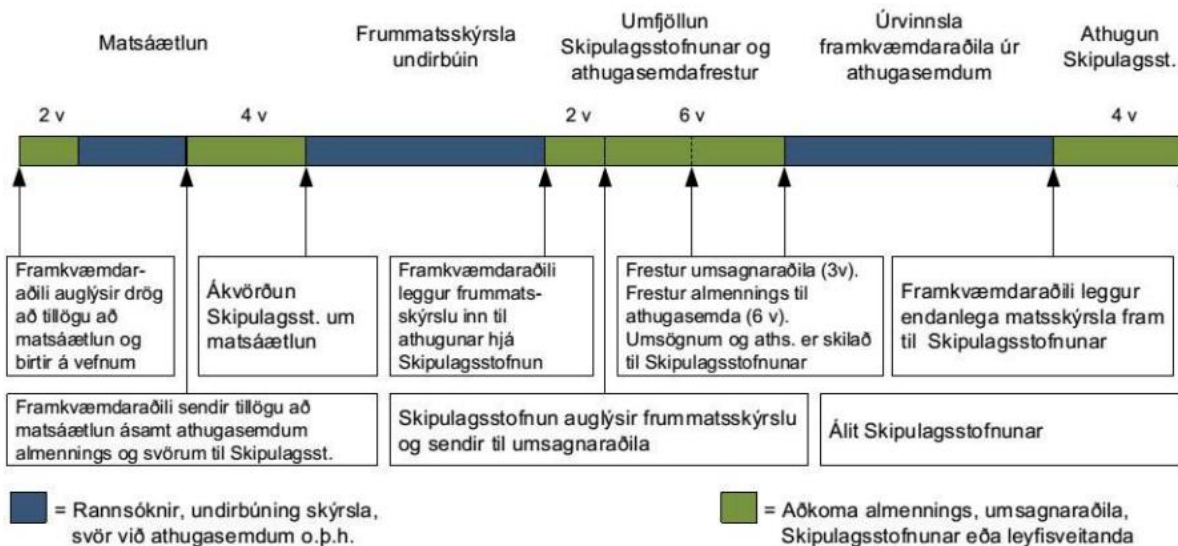 Matsáætlun
Frummatsskýrsla
undirbúin
Umfjöllun
Skipulagsstofnunar og
athugasemdafrestur
Úrvinnsla
framkvæmdaraðila úr
athugasemdum
Athugun
Skipulagsst.
2 v
4 v
2 v
6 v
4 v
Framkvæmdar-
aðili auglýsir drög
að tillögu að
matsáætlun og
birtir á vefnum
Ákvörðun
Skipulagsst. um
matsáætlun
Framkvæmdaraðili
leggur frummats-
skýrslu inn til
athugunar hjá
Skipulagsstofnun
Frestur umsagnaraðila (3v).
Frestur almennings til
athugasemda (6 v).
Umsögnum og aths. er skilað
til Skipulagsstofnunar
Framkvæmdaraðili leggur
endanlega matsskýrsla fram
til Skipulagsstofnunar
Framkvæmdaraðili sendir tillögu að
matsáætlun ásamt athugasemdum
almennings og svörum til Skipulagsst.
Skipulagsstofnun auglýsir frummatsskýrslu
og sendir til umsagnaraðila
Álit Skipulagsstofnunar
= Rannsóknir, undirbúning skýrsla,
svör við athugasemdum o.þ.h.
= Aðkoma almennings, umsagnaraðila,
Skipulagsstofnunar eða leyfisveitanda